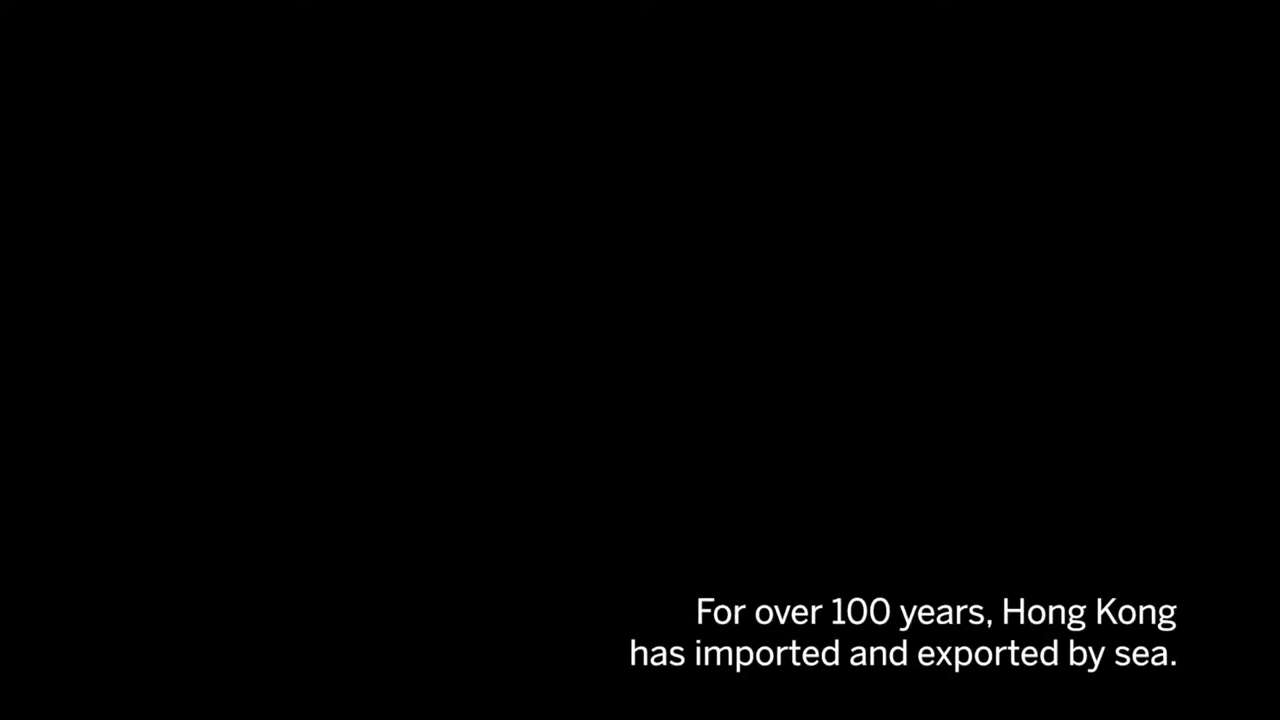 For over 100 years, Hong Kong
has imported and exported by sea.